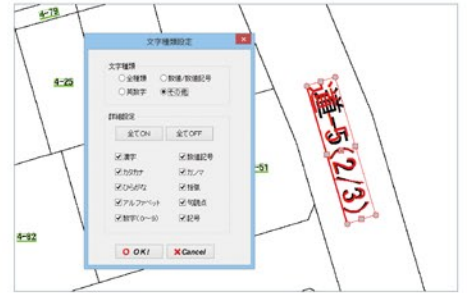 4-79
4-25
4-82
文字種類設定
文字種類
全種類
数値/数値記号
英数字
その他
詳細設定
全てON
全てOFF
漢字
数値記号
カタカナ
カンマ
ひらがな
括弧
アルファベット
句読点
数字(0～9)
記号
O OK!
X Cancel
-51
道-5(2/3)